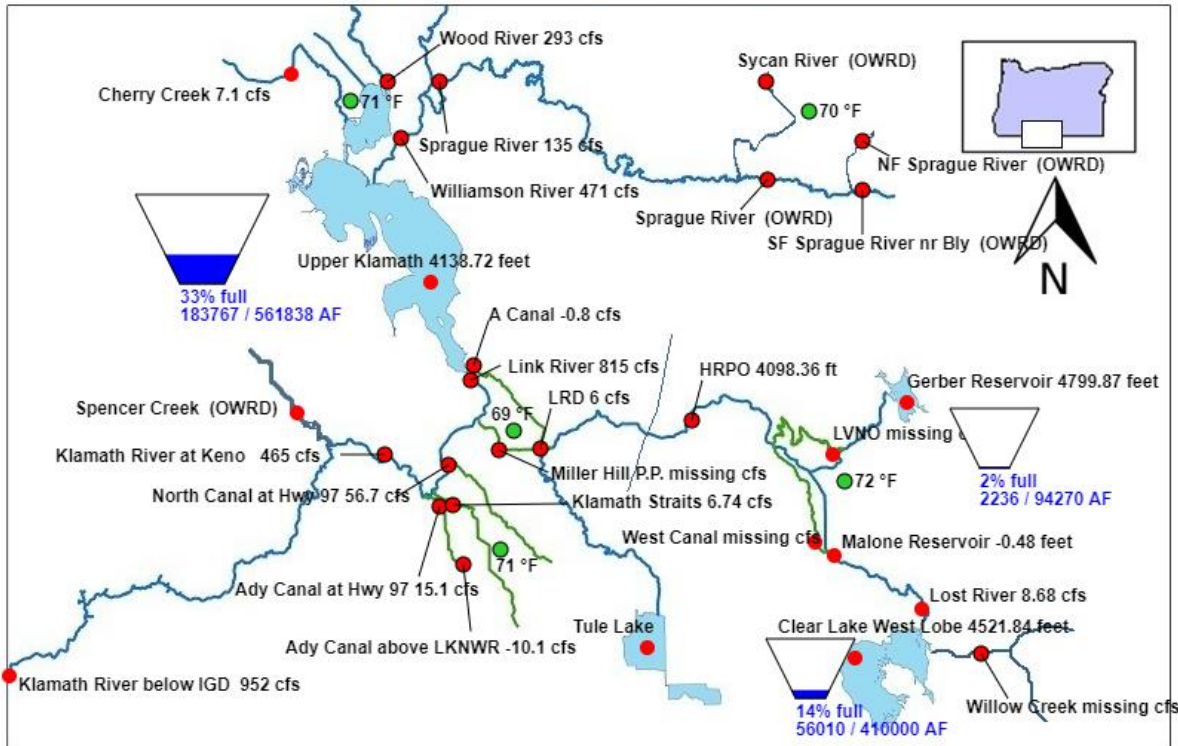 Wood River 293 cfs
Cherry Creek 7.1 cfs
71 °F
Sprague River 135 cfs
Williamson River 471 cfs
Sycan River (OWRD)
70 °F
NF Sprague River (OWRD)
Sprague River (OWRD)
SF Sprague River nr Bly (OWRD)
N
33% full
183767 / 561838 AF
Upper Klamath 4138.72 feet
A Canal -0.8 cfs
Link River 815 cfs
LRD 6 cfs
69 °F
HRPO 4098.36 ft
Gerber Reservoir 4799.87 feet
Spencer Creek (OWRD)
Klamath River at Keno 465 cfs
Miller Hill P.P. missing cfs
LVNO missing
2% full
2236 / 94270 AF
72 °F
North Canal at Hwy 97 56.7 cfs
Klamath Straits 6.74 cfs
West Canal missing cfs
Malone Reservoir -0.48 feet
71 °F
Ady Canal at Hwy 97 15.1 cfs
Lost River 8.68 cfs
Ady Canal above LKNWR -10.1 cfs
Tule Lake
Clear Lake West Lobe 4521.84 feet
Klamath River below IGD 952 cfs
14% full
56010 / 410000 AF
Willow Creek missing cfs